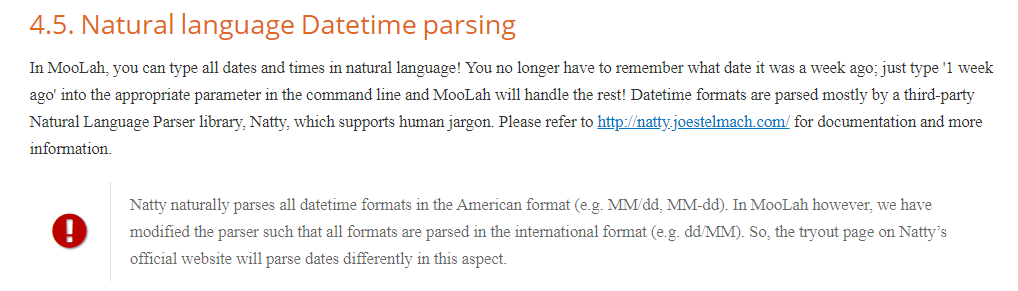 4.5. Natural language Datetime parsing
In MooLah, you can type all dates and times in natural language! You no longer have to remember what date it was a week ago; just type '1 week
ago' into the appropriate parameter in the command line and MooLah will handle the rest! Datetime formats are parsed mostly by a third-party
Natural Language Parser library, Natty, which supports human jargon. Please refer to http://natty.joestelmach.com/ for documentation and more
information.
Natty naturally parses all datetime formats in the American format (e.g. MM/dd, MM-dd). In MooLah however, we have
modified the parser such that all formats are parsed in the international format (e.g. dd/MM). So, the tryout page on Natty’s
official website will parse dates differently in this aspect.